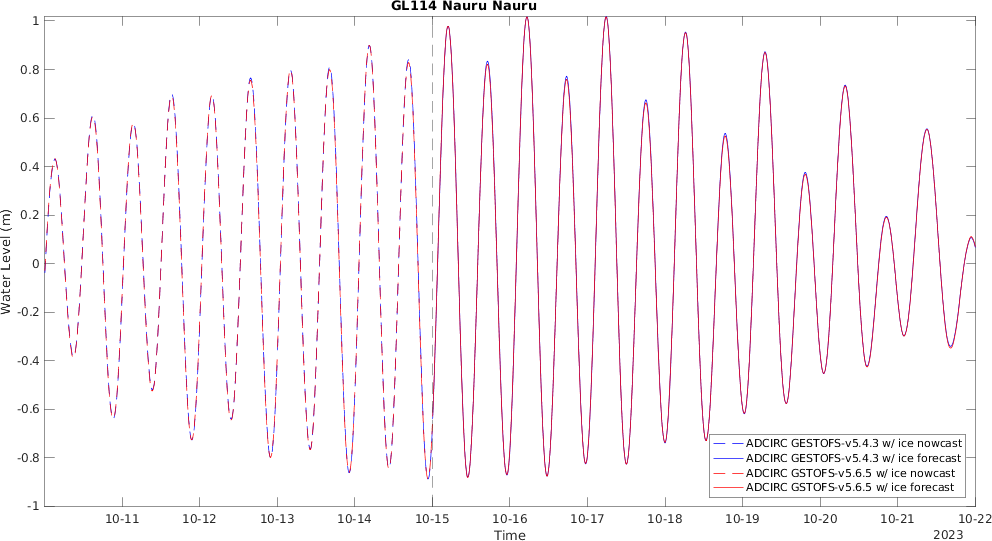 GL114 Nauru Nauru
1
0.8
0.6
0.4
0.2
0
-0.2
-0.4
-0.6
-0.8
-1
Water Level (m)
ADCIRC GESTOFS-v5.4.3 w/ ice nowcast
ADCIRC GESTOFS-v5.4.3 w/ ice forecast
ADCIRC GSTOFS-v5.6.5 w/ ice nowcast
ADCIRC GSTOFS-v5.6.5 w/ ice forecast
10-11 10-12 10-13 10-14 10-15 10-16 10-17 10-18 10-19 10-20 10-21 10-22
Time
2023